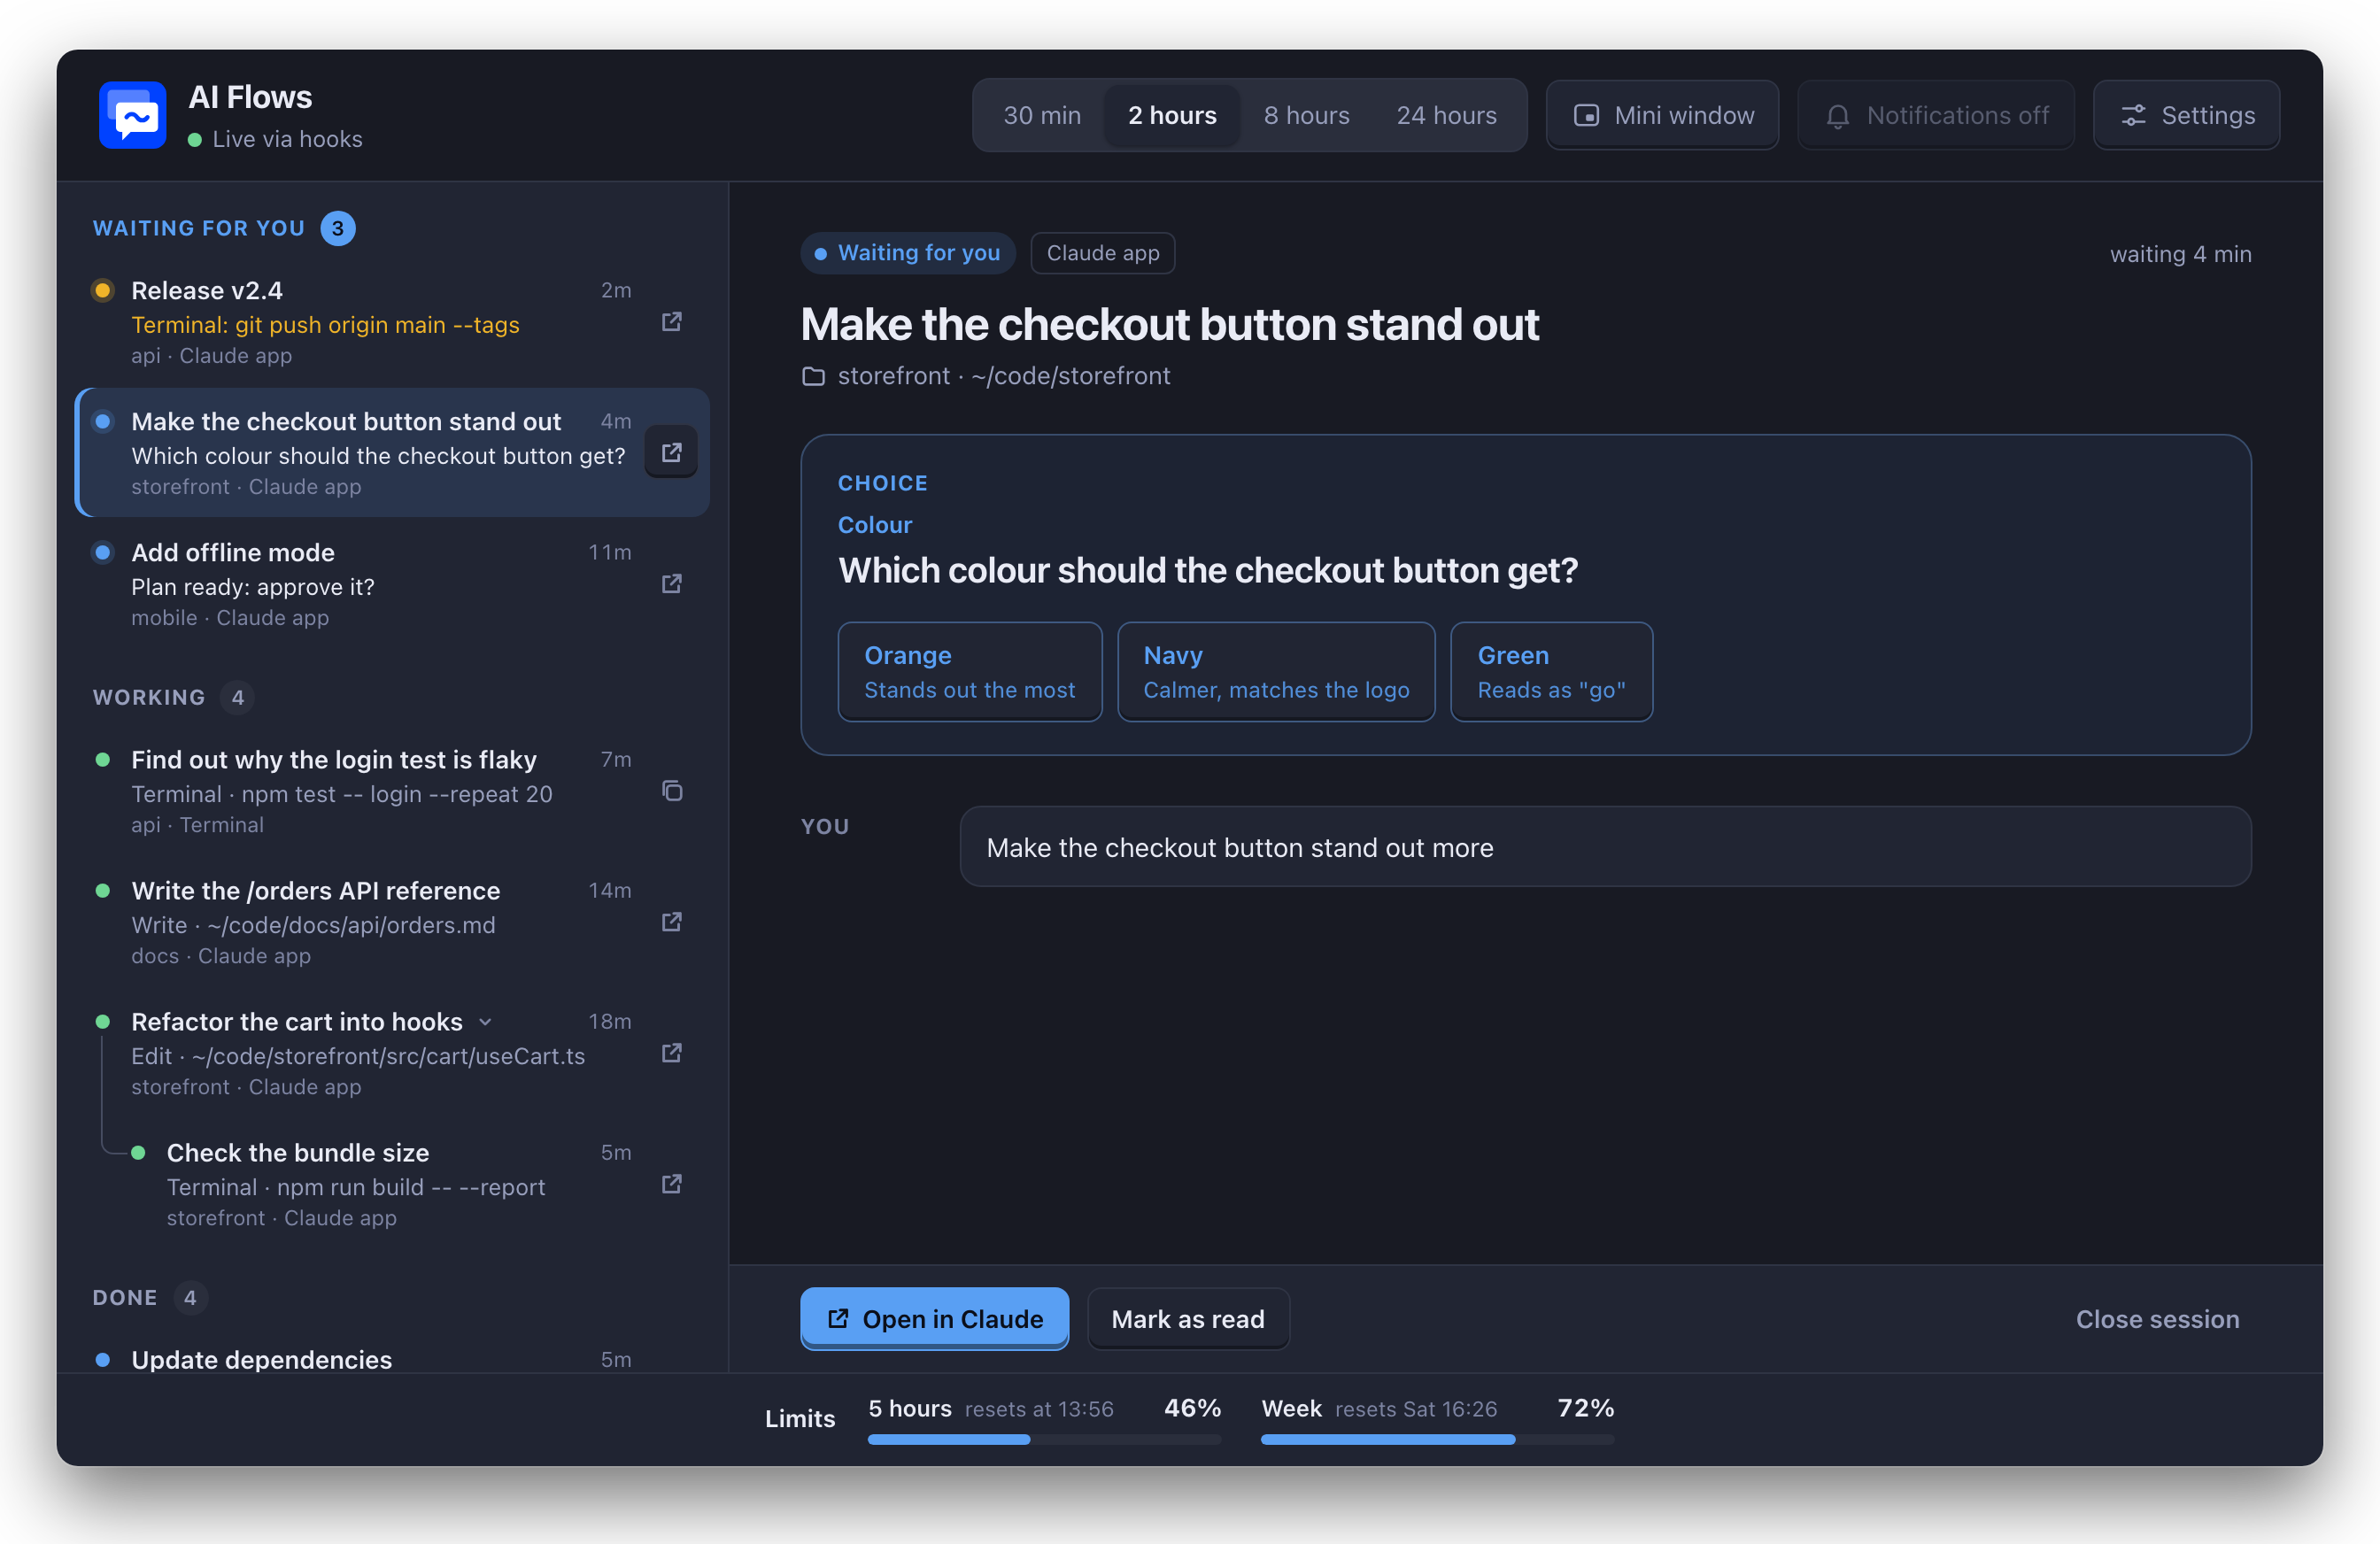 AI Flows
Live via hooks
30 min
2 hours
8 hours
24 hours
Mini window
Notifications off
Settings
WAITING FOR YOU 3
Release v2.4 2m
Terminal: git push origin main --tags
api · Claude app
Make the checkout button stand out 4m
Which colour should the checkout button get?
storefront · Claude app
Add offline mode 11m
Plan ready: approve it?
mobile · Claude app
WORKING 4
Find out why the login test is flaky 7m
Terminal · npm test -- login --repeat 20
api · Terminal
Write the /orders API reference 14m
Write · ~/code/docs/api/orders.md
docs · Claude app
Refactor the cart into hooks 18m
Edit · ~/code/storefront/src/cart/useCart.ts
storefront · Claude app
Check the bundle size 5m
Terminal · npm run build -- --report
storefront · Claude app
DONE 4
Update dependencies 5m
Waiting for you Claude app waiting 4 min
Make the checkout button stand out
storefront · ~/code/storefront
CHOICE
Colour
Which colour should the checkout button get?
Orange
Stands out the most
Navy
Calmer, matches the logo
Green
Reads as "go"
YOU
Make the checkout button stand out more
Open in Claude
Mark as read
Close session
Limits
5 hours resets at 13:56 46%
Week resets Sat 16:26 72%